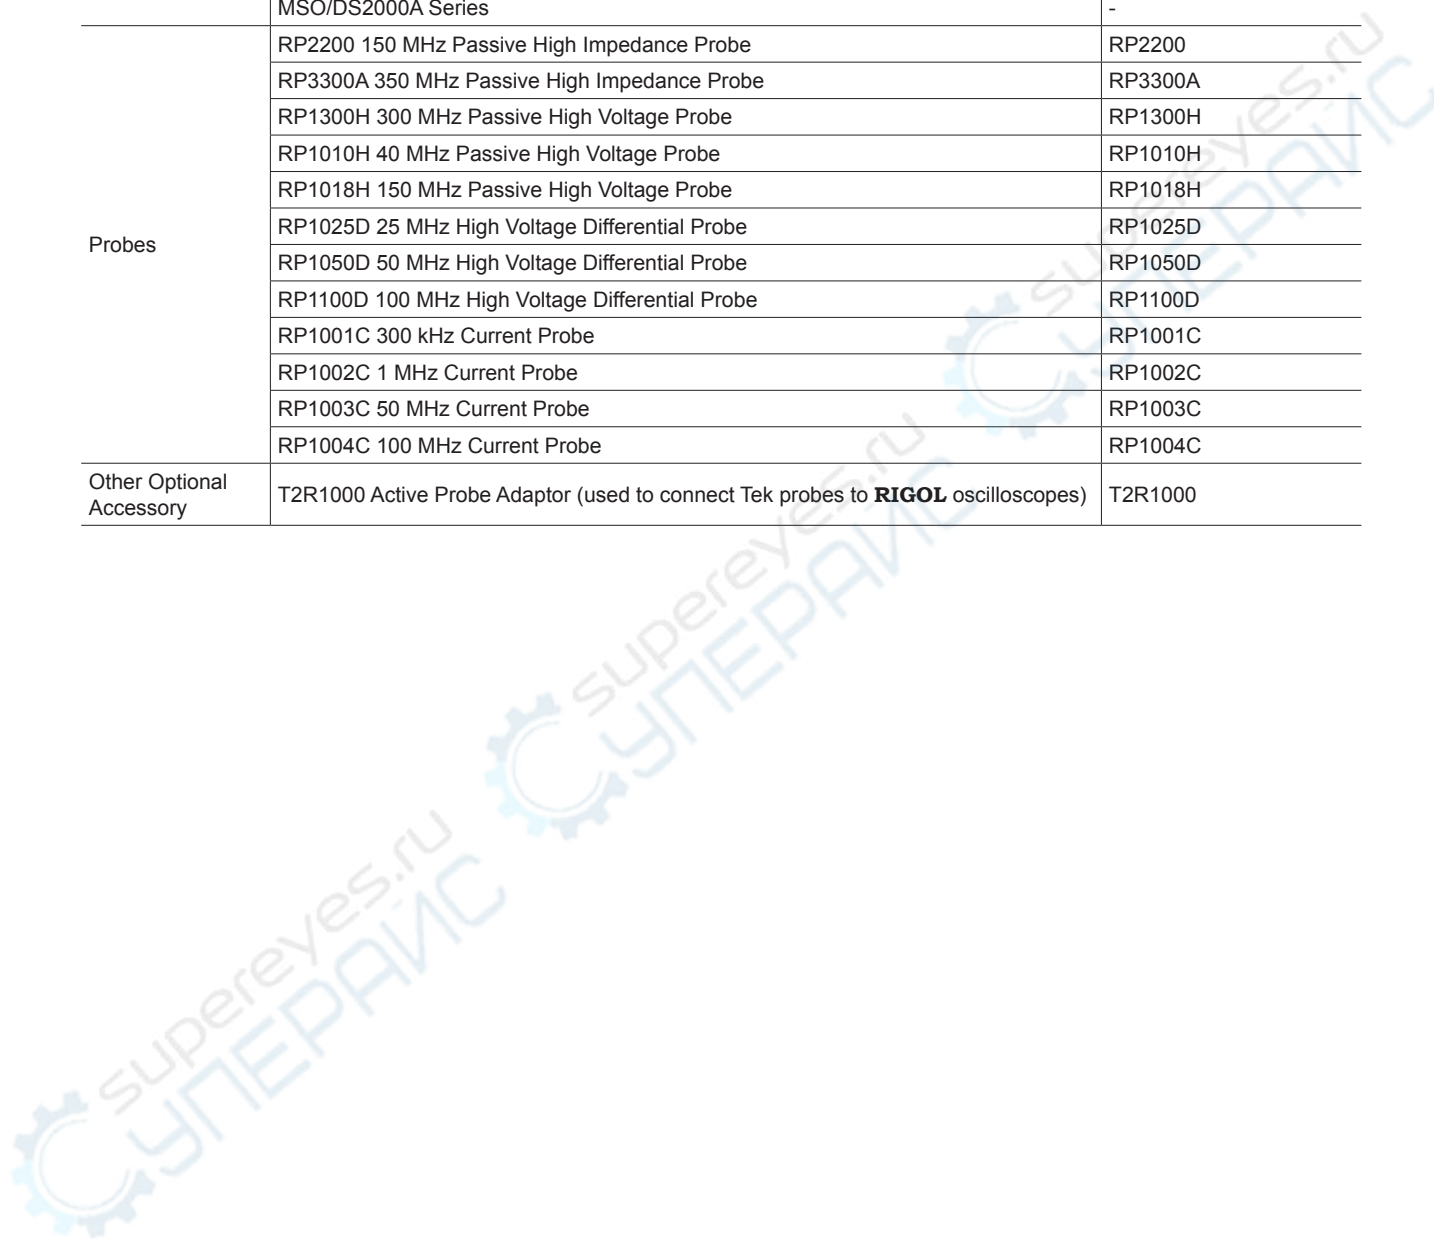 MSO/DS2000A Series -
Probes
RP2200 150 MHz Passive High Impedance Probe RP2200
RP3300A 350 MHz Passive High Impedance Probe RP3300A
RP1300H 300 MHz Passive High Voltage Probe RP1300H
RP1010H 40 MHz Passive High Voltage Probe RP1010H
RP1018H 150 MHz Passive High Voltage Probe RP1018H
RP1025D 25 MHz High Voltage Differential Probe RP1025D
RP1050D 50 MHz High Voltage Differential Probe RP1050D
RP1100D 100 MHz High Voltage Differential Probe RP1100D
RP1001C 300 kHz Current Probe RP1001C
RP1002C 1 MHz Current Probe RP1002C
RP1003C 50 MHz Current Probe RP1003C
RP1004C 100 MHz Current Probe RP1004C
Other Optional
Accessory
T2R1000 Active Probe Adaptor (used to connect Tek probes to RIGOL oscilloscopes) T2R1000
supereyes.ru
СУПЕРАЙС
supereyes.ru
СУПЕРАЙС
supereyes.ru
СУПЕРАЙС